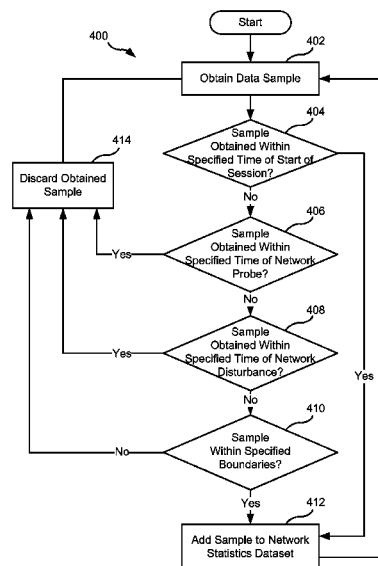 Start
400
402
Obtain Data Sample
404
Sample
Obtained Within
Specified Time of Start of
Session?
414
Discard Obtained
Sample
No
406
Sample
Obtained Within
Specified Time of Network
Probe?
Yes
No
408
Sample
Obtained Within
Specified Time of Network
Disturbance?
Yes
Yes
No
410
Sample
Within Specified
Boundaries?
No
Yes
412
Add Sample to Network
Statistics Dataset